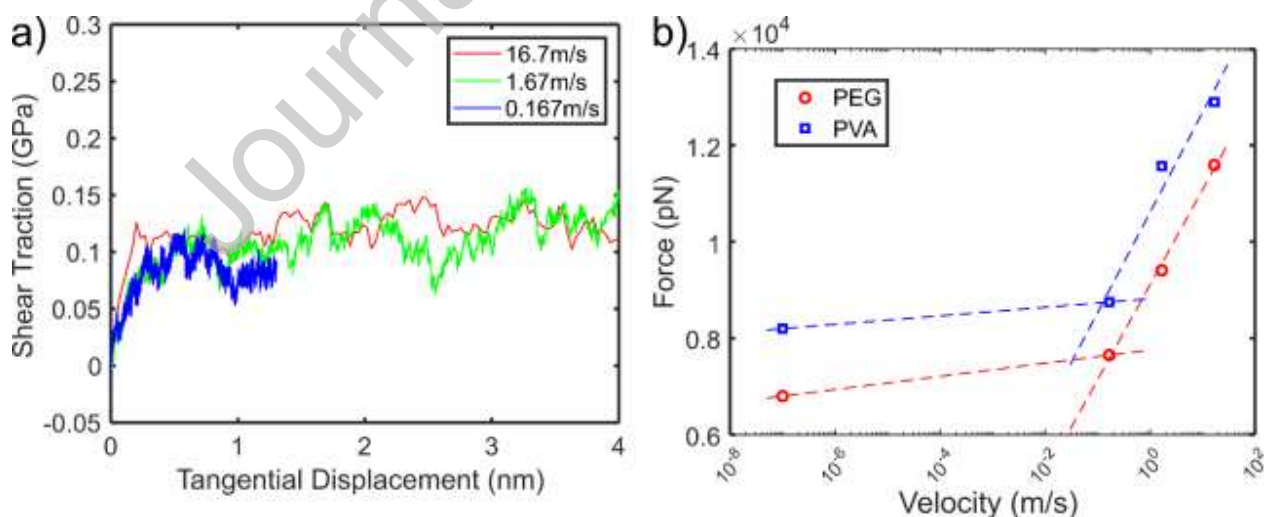 a)
Journ
0.3
0.25
0.2
0.15
0.1
0.05
0
-0.05
Shear Traction (GPa)
16.7m/s
1.67m/s
0.167m/s
0
1
2
3
4
Tangential Displacement (nm)
b)
×10⁴
1.4
1.2
1
0.8
0.6
Force (pN)
PEG
PVA
10⁻⁸
10⁻⁶
10⁻⁴
10⁻²
10⁰
10²
Velocity (m/s)